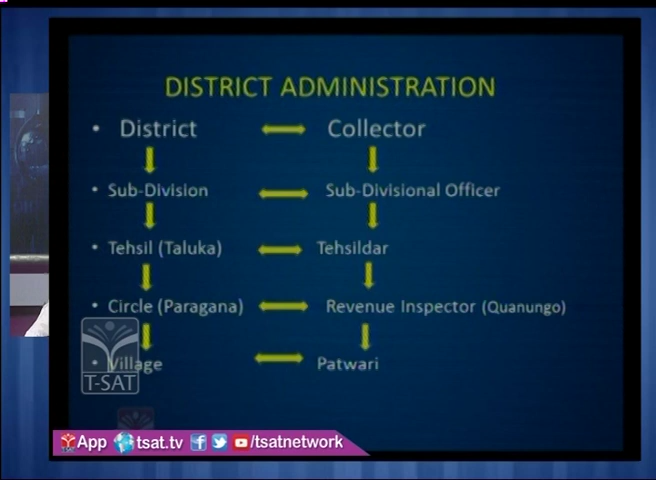 DISTRICT ADMINISTRATION
• District Collector
• Sub-Division Sub-Divisional Officer
• Tehsil (Taluka) Tehsildar
• Circle (Paragana) Revenue Inspector (Quanungo)
• Village Patwari
T-SAT
App tsat.tv /tsatnetwork